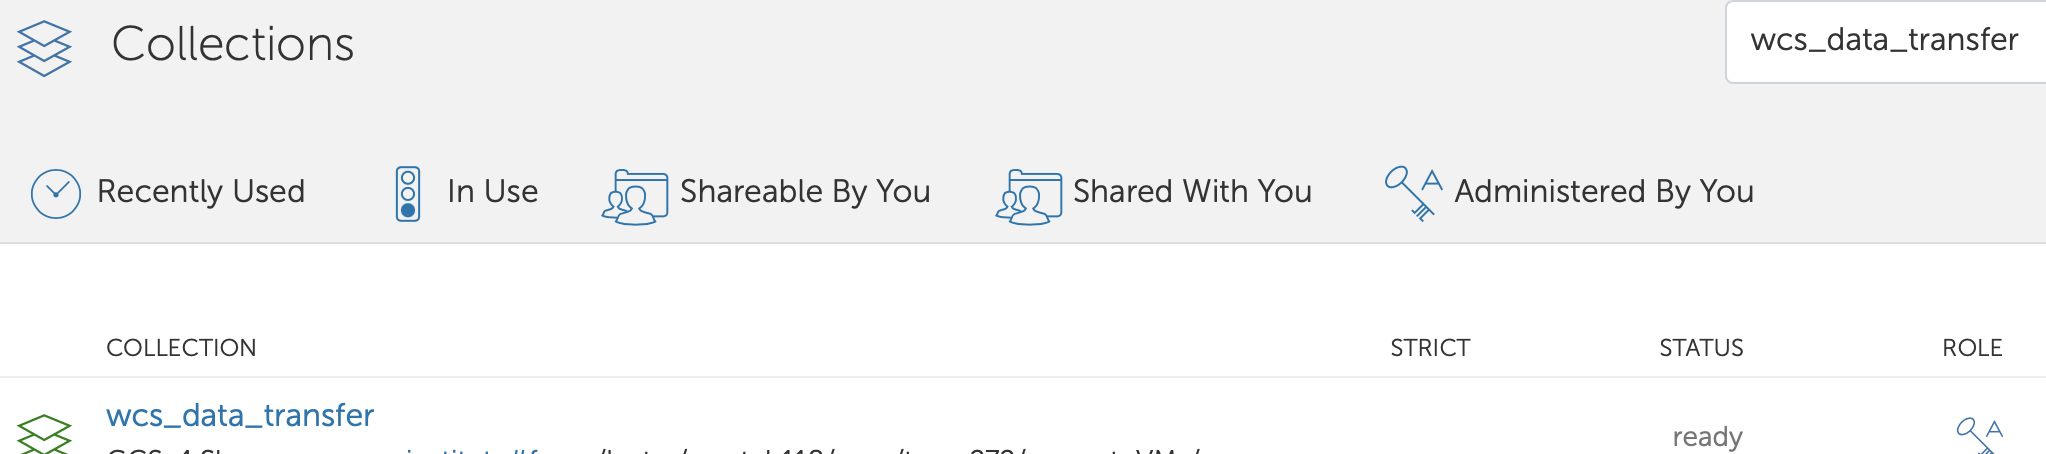 Collections
wcs_data_transfer
Recently Used
In Use
Shareable By You
Shared With You
Administered By You
COLLECTION STRICT STATUS ROLE
wcs_data_transfer
ready